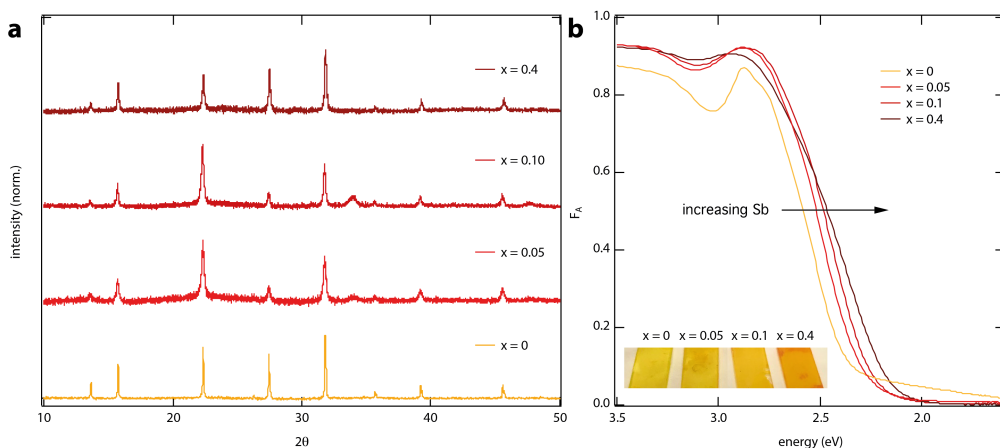 a
x = 0.4
x = 0.10
x = 0.05
x = 0
intensity (norm.)
10
20
30
40
50
2θ
b
1.0
0.8
0.6
0.4
0.2
0.0
F_A
x = 0
x = 0.05
x = 0.1
x = 0.4
increasing Sb
x = 0 x = 0.05 x = 0.1 x = 0.4
3.5
3.0
2.5
2.0
energy (eV)